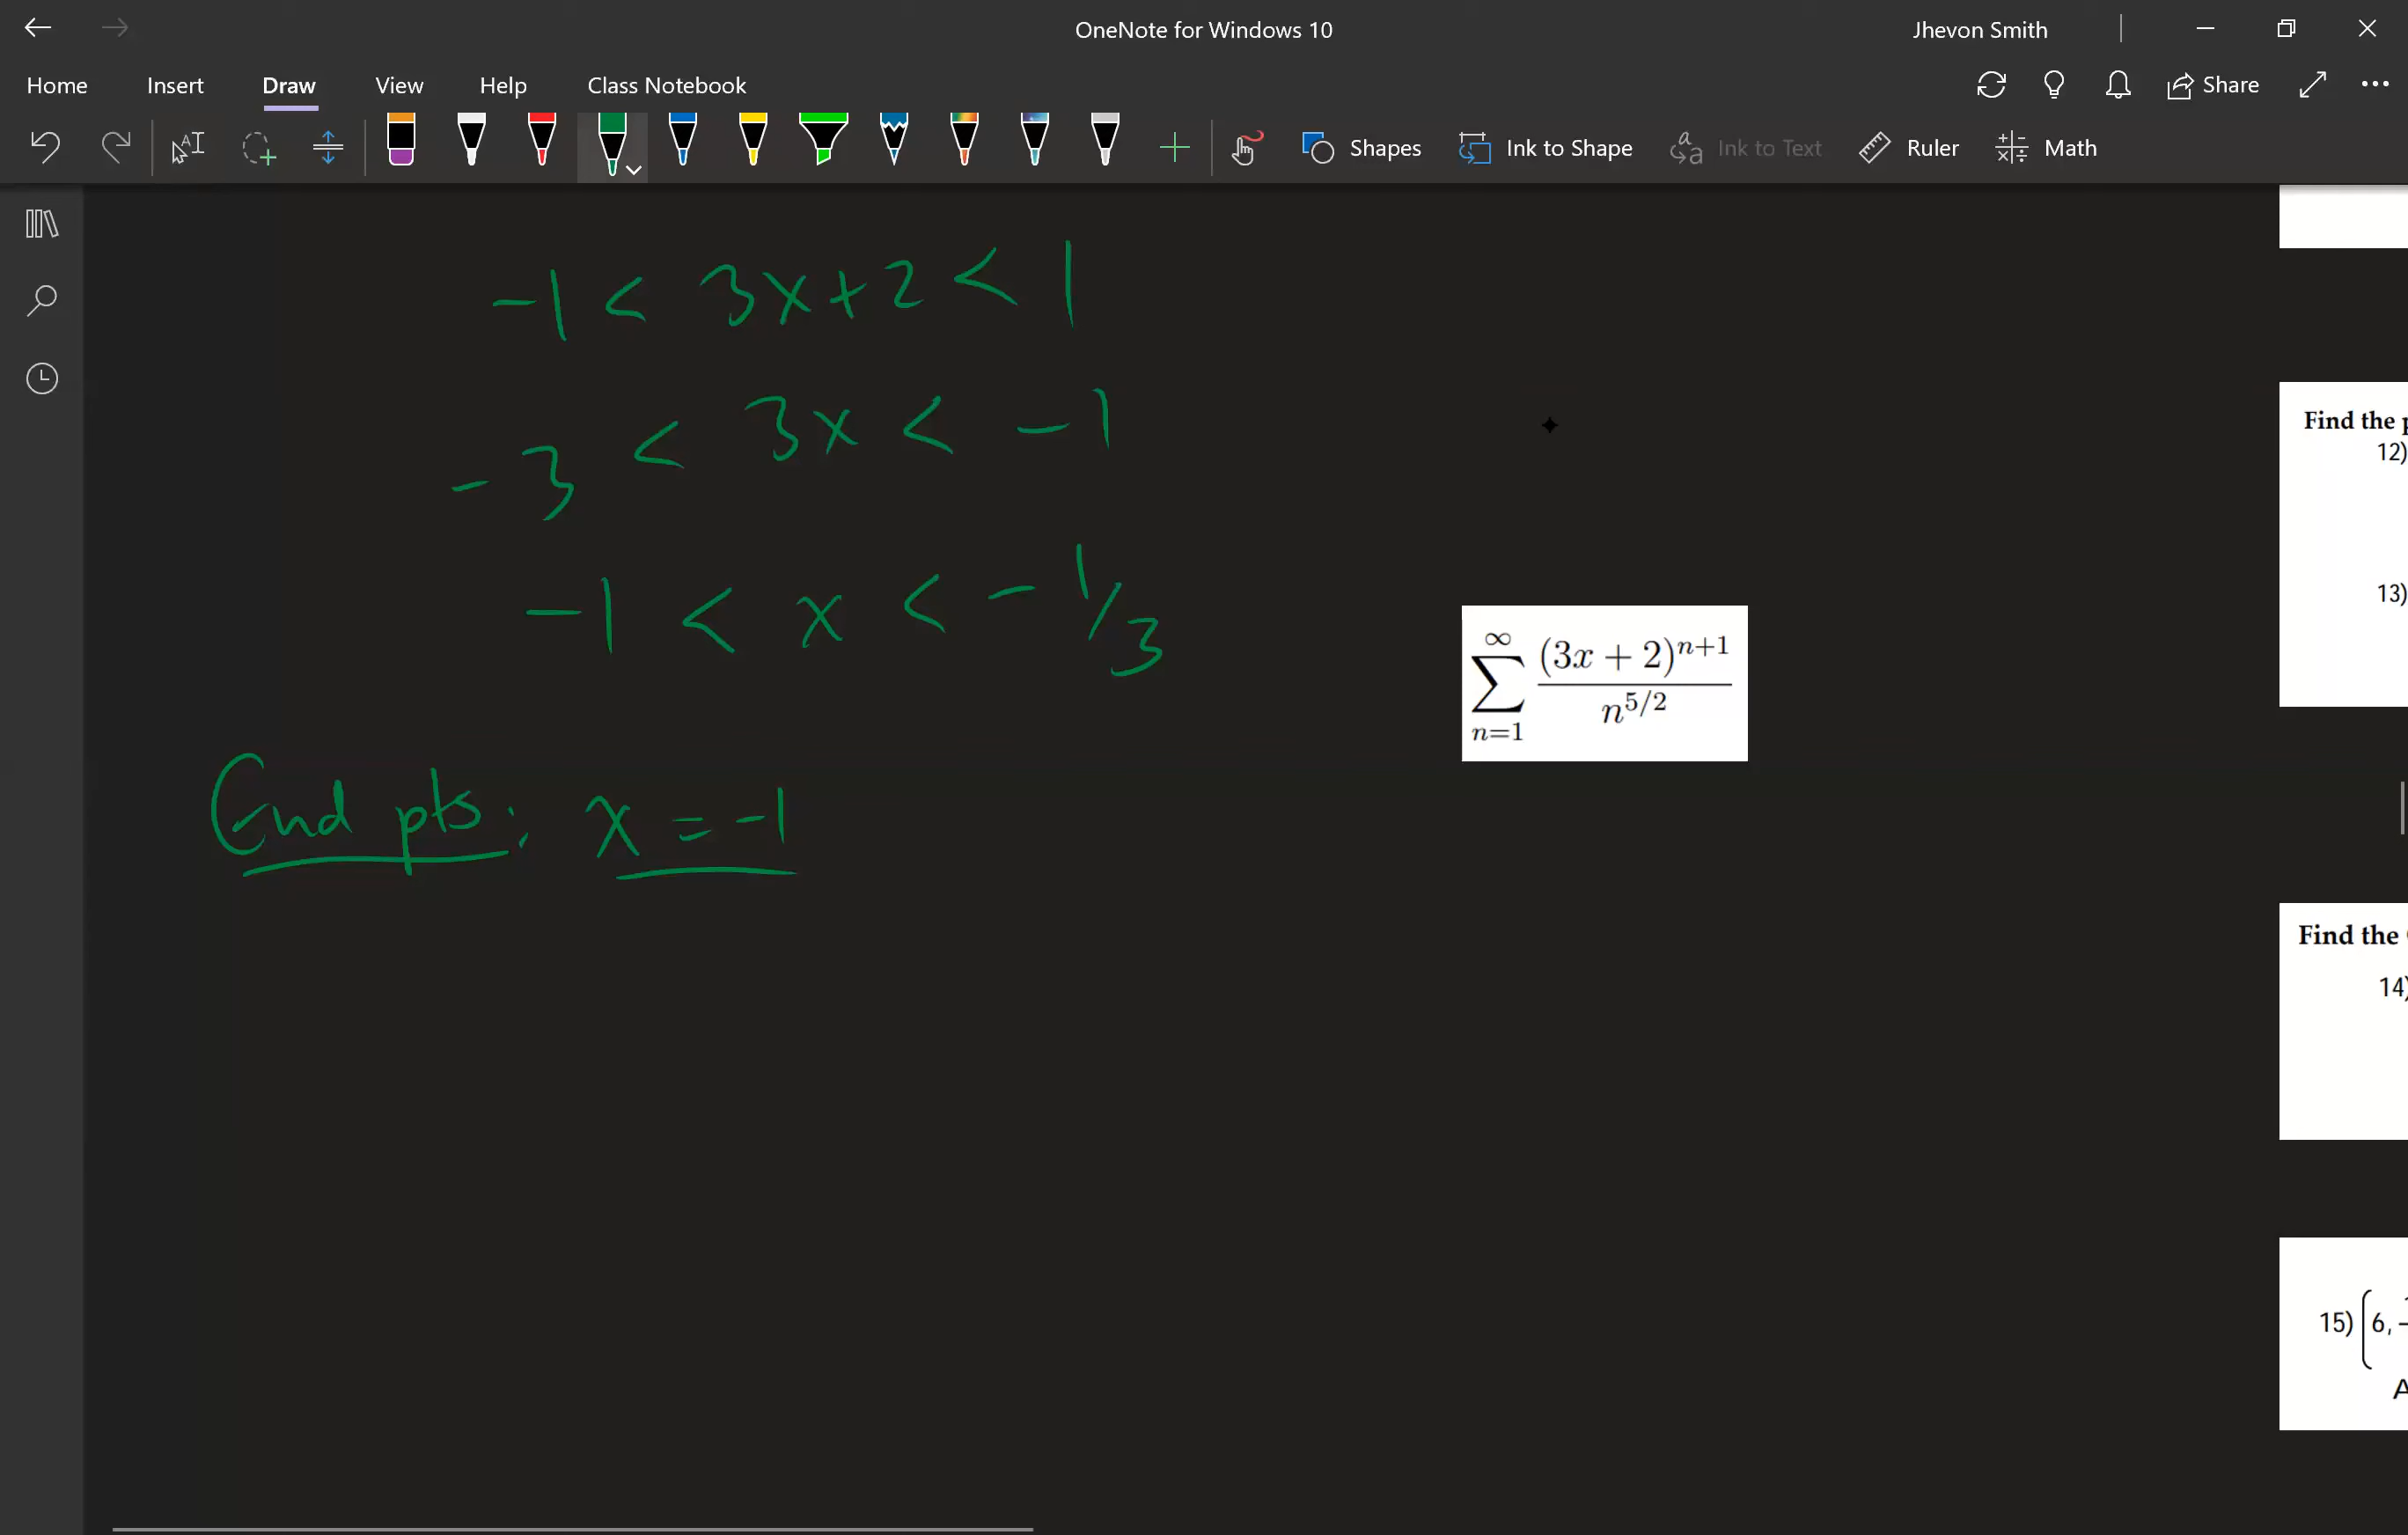 OneNote for Windows 10
Jhevon Smith
Home Insert Draw View Help Class Notebook
Share
Shapes Ink to Shape Ink to Text Ruler Math
-1 < 3x+2 < 1
-3 < 3x < -1
-1 < x < -1/3
∞ ∑ n=1 (3x + 2)^{n+1} / n^{5/2}
End pts: x = -1
Find the
12)
13)
Find the
14)
15) (6,
A